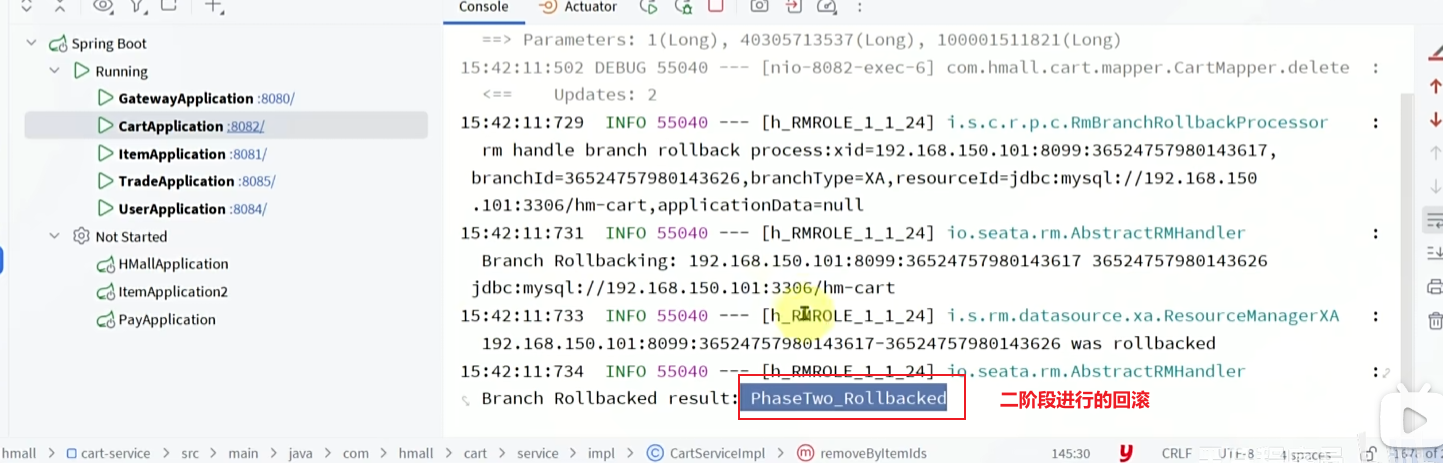 Console
Actuator
Spring Boot
Running
GatewayApplication :8080/
CartApplication :8082/
ItemApplication :8081/
TradeApplication :8085/
UserApplication :8084/
Not Started
HMallApplication
ItemApplication2
PayApplication
==> Parameters: 1(Long), 40305713537(Long), 100001511821(Long)
15:42:11:502 DEBUG 55040 --- [nio-8082-exec-6] com.hmall.cart.mapper.CartMapper.delete :
<== Updates: 2
15:42:11:729 INFO 55040 --- [h_RMROLE_1_1_24] i.s.c.r.p.c.RmBranchRollbackProcessor :
rm handle branch rollback process:xid=192.168.150.101:8099:36524757980143617,
branchId=36524757980143626,branchType=XA,resourceId=jdbc:mysql://192.168.150
.101:3306/hm-cart,applicationData=null
15:42:11:731 INFO 55040 --- [h_RMROLE_1_1_24] io.seata.rm.AbstractRMHandler :
Branch Rollbacking: 192.168.150.101:8099:36524757980143617 36524757980143626
jdbc:mysql://192.168.150.101:3306/hm-cart
15:42:11:733 INFO 55040 --- [h_RMROLE_1_1_24] i.s.rm.datasource.xa.ResourceManagerXA :
192.168.150.101:8099:36524757980143617-36524757980143626 was rollbacked
15:42:11:734 INFO 55040 --- [h_RMROLE_1_1_24] io.seata.rm.AbstractRMHandler :
Branch Rollbacked result: PhaseTwo_Rollbacked
二阶段进行的回滚
hmall > cart-service > src > main > java > com > hmall > cart > service > impl > CartServiceImpl > removeByItemIds
145:30 CRLF UTF-8 4 spaces